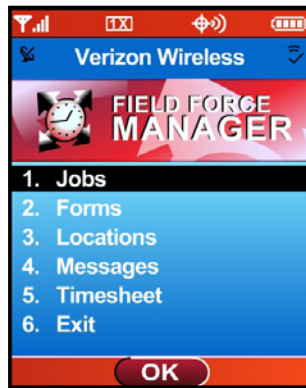 1X
Verizon Wireless
FIELD FORCE
MANAGER
1. Jobs
2. Forms
3. Locations
4. Messages
5. Timesheet
6. Exit
OK